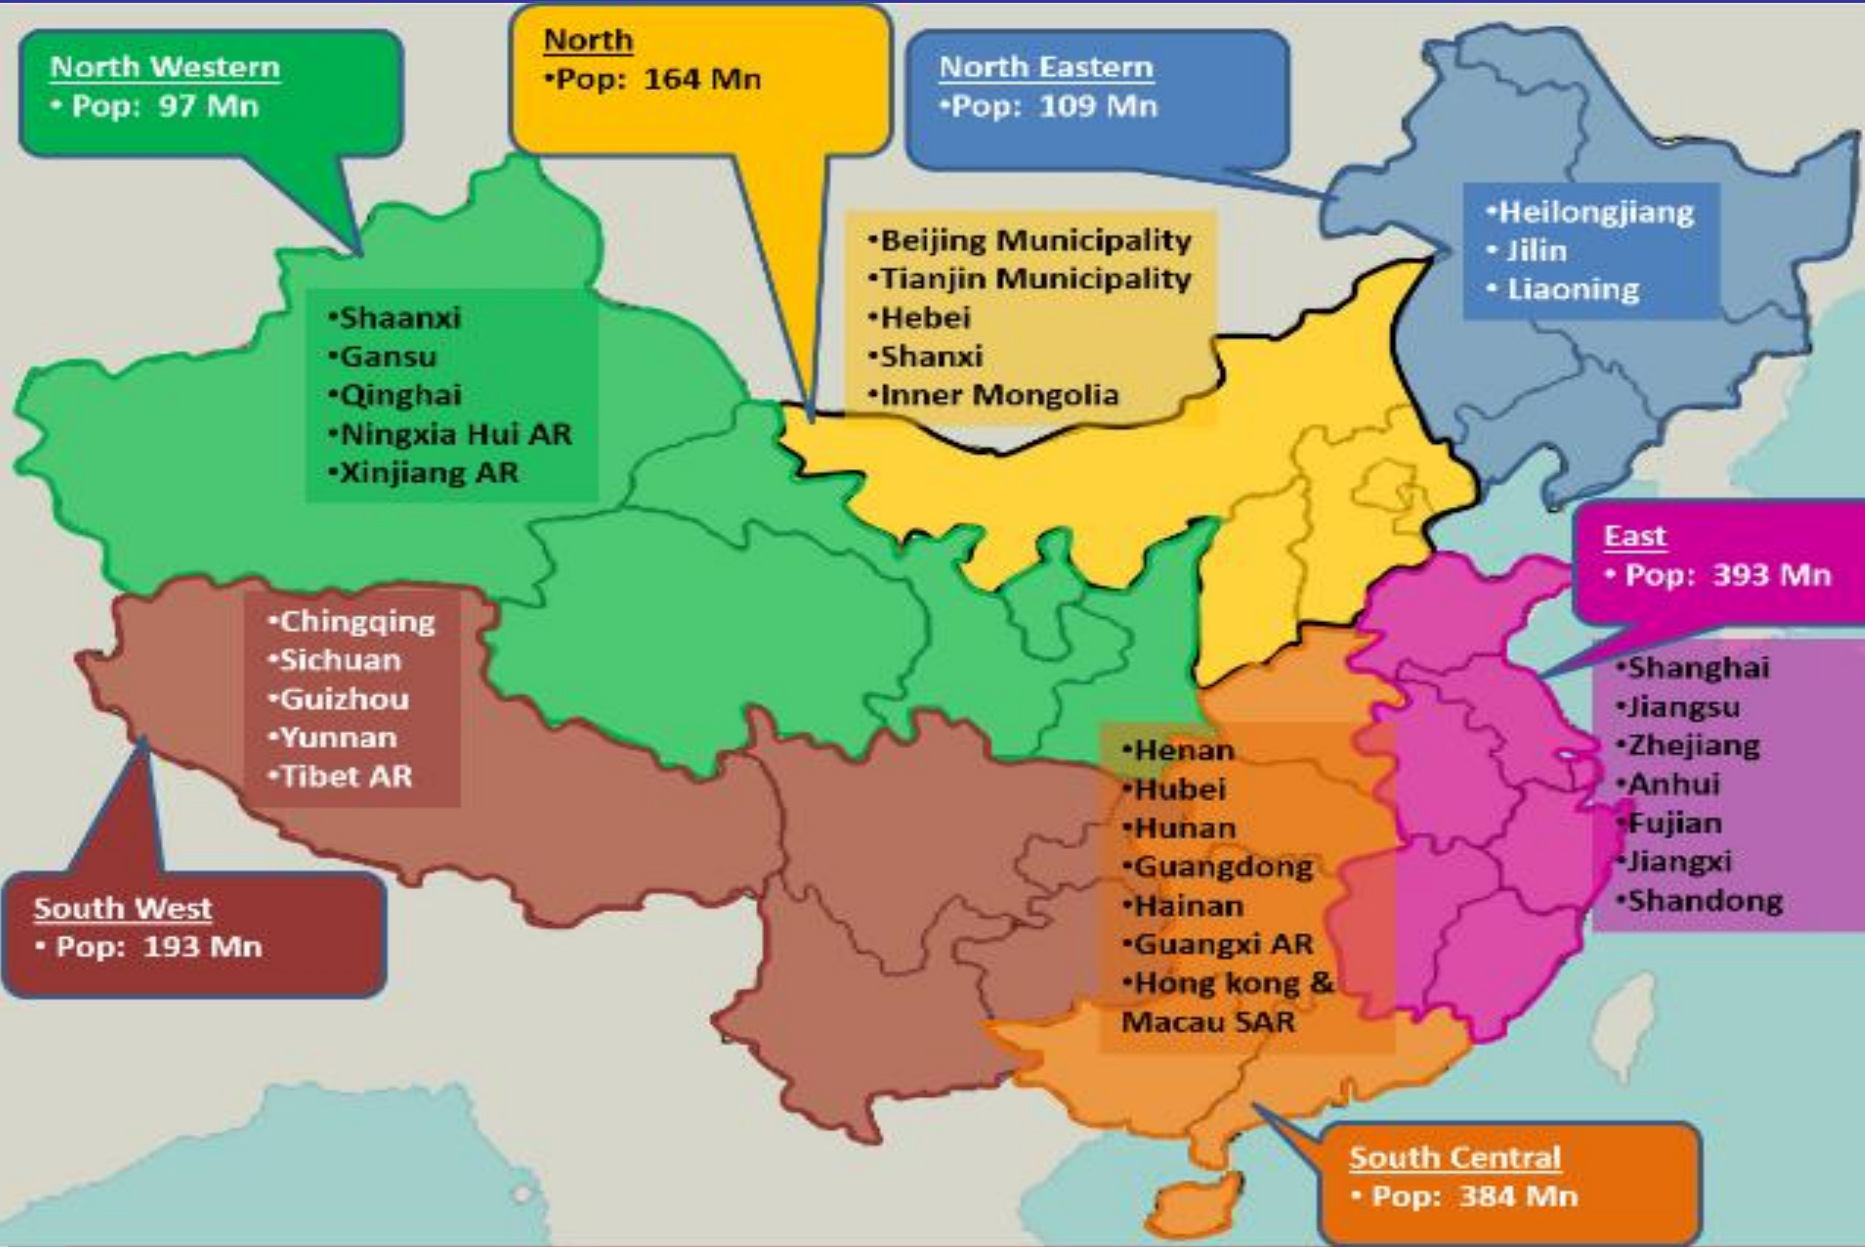 North Western
• Pop: 97 Mn
North
•Pop: 164 Mn
North Eastern
•Pop: 109 Mn
•Heilongjiang
• Jilin
• Liaoning
•Beijing Municipality
•Tianjin Municipality
•Hebei
•Shanxi
•Inner Mongolia
•Shaanxi
•Gansu
•Qinghai
•Ningxia Hui AR
•Xinjiang AR
East
• Pop: 393 Mn
•Shanghai
•Jiangsu
•Zhejiang
•Anhui
•Fujian
•Jiangxi
•Shandong
•Chingqing
•Sichuan
•Guizhou
•Yunnan
•Tibet AR
•Henan
•Hubei
•Hunan
•Guangdong
•Hainan
•Guangxi AR
•Hong kong &
Macau SAR
South West
• Pop: 193 Mn
South Central
• Pop: 384 Mn